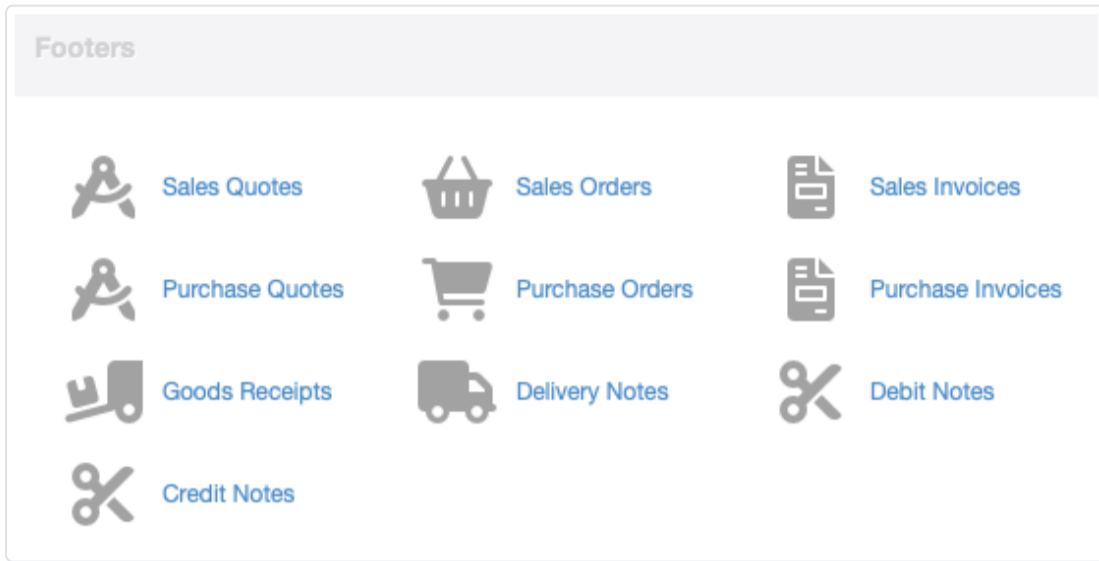 Footers
Sales Quotes
Sales Orders
Sales Invoices
Purchase Quotes
Purchase Orders
Purchase Invoices
Goods Receipts
Delivery Notes
Debit Notes
Credit Notes